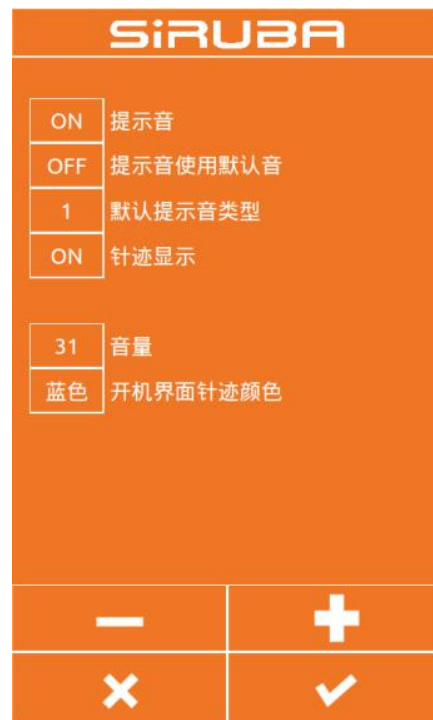 SiRUBA
ON 提示音
OFF 提示音使用默认音
1 默认提示音类型
ON 针迹显示
31 音量
蓝色 开机界面针迹颜色